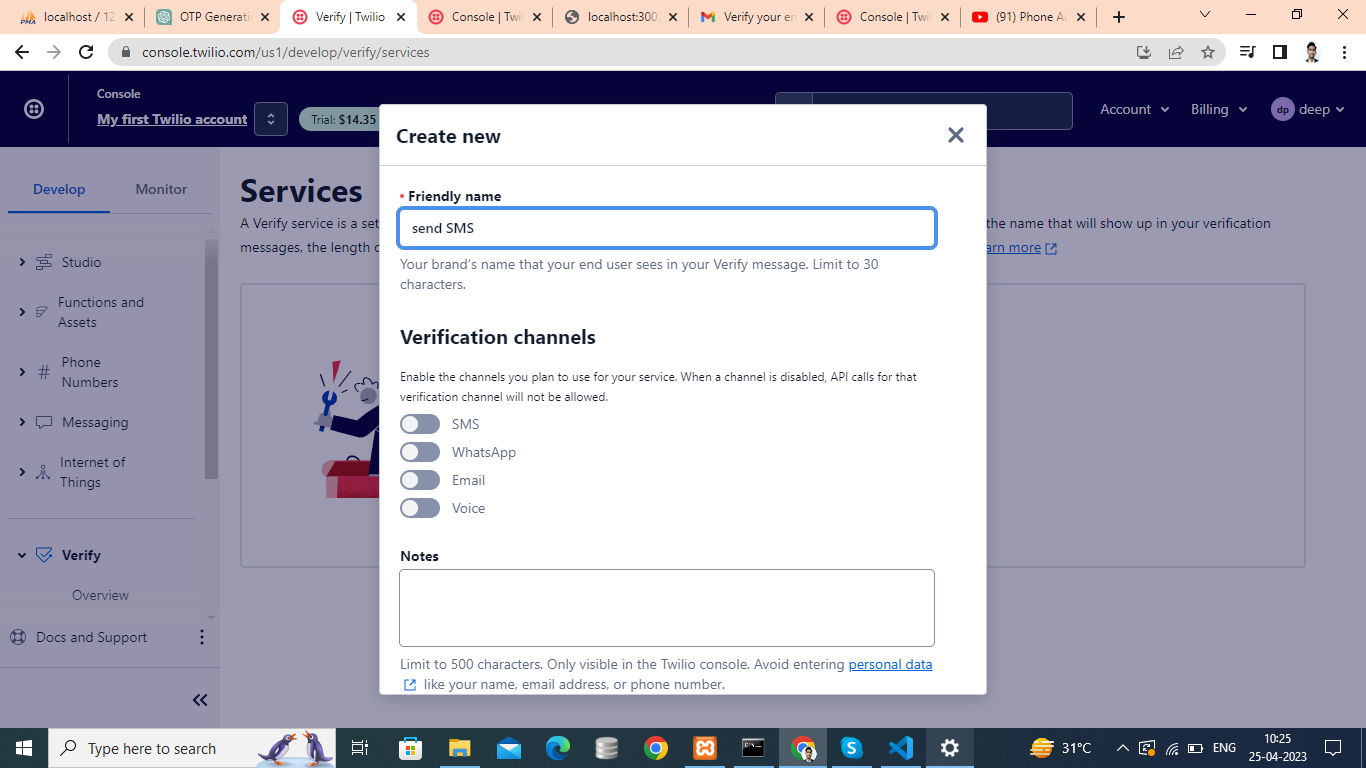 localhost / 12
OTP Generati
Verify | Twilio
Console | Twi
localhost:300
Verify your em
Console | Twil
(91) Phone Au
console.twilio.com/us1/develop/verify/services
Console
My first Twilio account
Trial: $14.35
Account
Billing
dp
deep
Create new
Develop
Monitor
Services
A Verify service is a set
the name that will show up in your verification
messages, the length o
arn more
Friendly name
send SMS
Your brand's name that your end user sees in your Verify message. Limit to 30
characters.
Studio
Functions and
Assets
Phone
Numbers
Messaging
Internet of
Things
Verify
Overview
Docs and Support
Verification channels
Enable the channels you plan to use for your service. When a channel is disabled, API calls for that
verification channel will not be allowed.
SMS
WhatsApp
Email
Voice
Notes
Limit to 500 characters. Only visible in the Twilio console. Avoid entering personal data
like your name, email address, or phone number.
Type here to search
31°C
ENG
10:25
25-04-2023